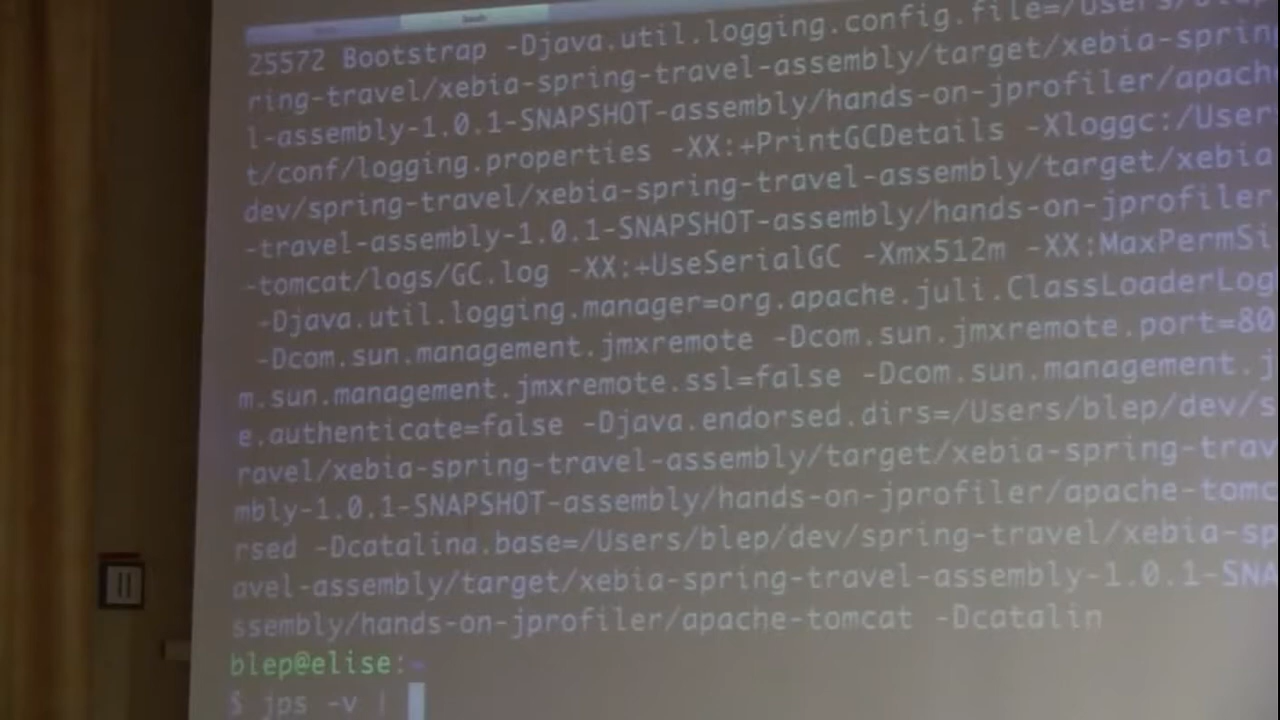 25572 Bootstrap -Djava.util.logging.config.file=/Users/blep
ring-travel/xebia-spring-travel-assembly/target/xebia-sprin
l-assembly-1.0.1-SNAPSHOT-assembly/hands-on-jprofiler/apach
t/conf/logging.properties -XX:+PrintGCDetails -Xloggc:/User
dev/spring-travel/xebia-spring-travel-assembly/target/xebia
-travel-assembly-1.0.1-SNAPSHOT-assembly/hands-on-jprofiler
-tomcat/logs/GC.log -XX:+UseSerialGC -Xmx512m -XX:MaxPermSi
-Djava.util.logging.manager=org.apache.juli.ClassLoaderLog
-Dcom.sun.management.jmxremote -Dcom.sun.jmxremote.port=80
m.sun.management.jmxremote.ssl=false -Dcom.sun.management.j
e.authenticate=false -Djava.endorsed.dirs=/Users/blep/dev/s
ravel/xebia-spring-travel-assembly/target/xebia-spring-trav
mbly-1.0.1-SNAPSHOT-assembly/hands-on-jprofiler/apache-tomc
rsed -Dcatalina.base=/Users/blep/dev/spring-travel/xebia-sp
avel-assembly/target/xebia-spring-travel-assembly-1.0.1-SNA
ssembly/hands-on-jprofiler/apache-tomcat -Dcatalin
blep@elise:~
$ jps -v |